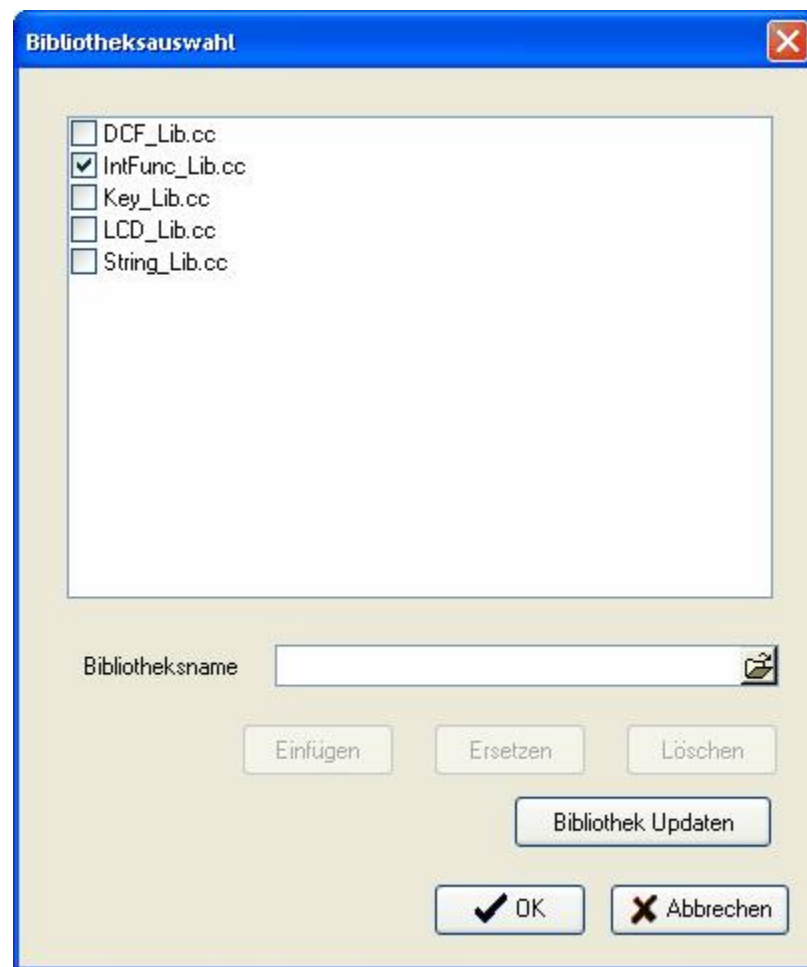 Bibliotheksauswahl
DCF_Lib.cc
IntFunc_Lib.cc
Key_Lib.cc
LCD_Lib.cc
String_Lib.cc
Bibliotheksname
Einfügen Ersetzen Löschen
Bibliothek Updaten
OK Abbrechen